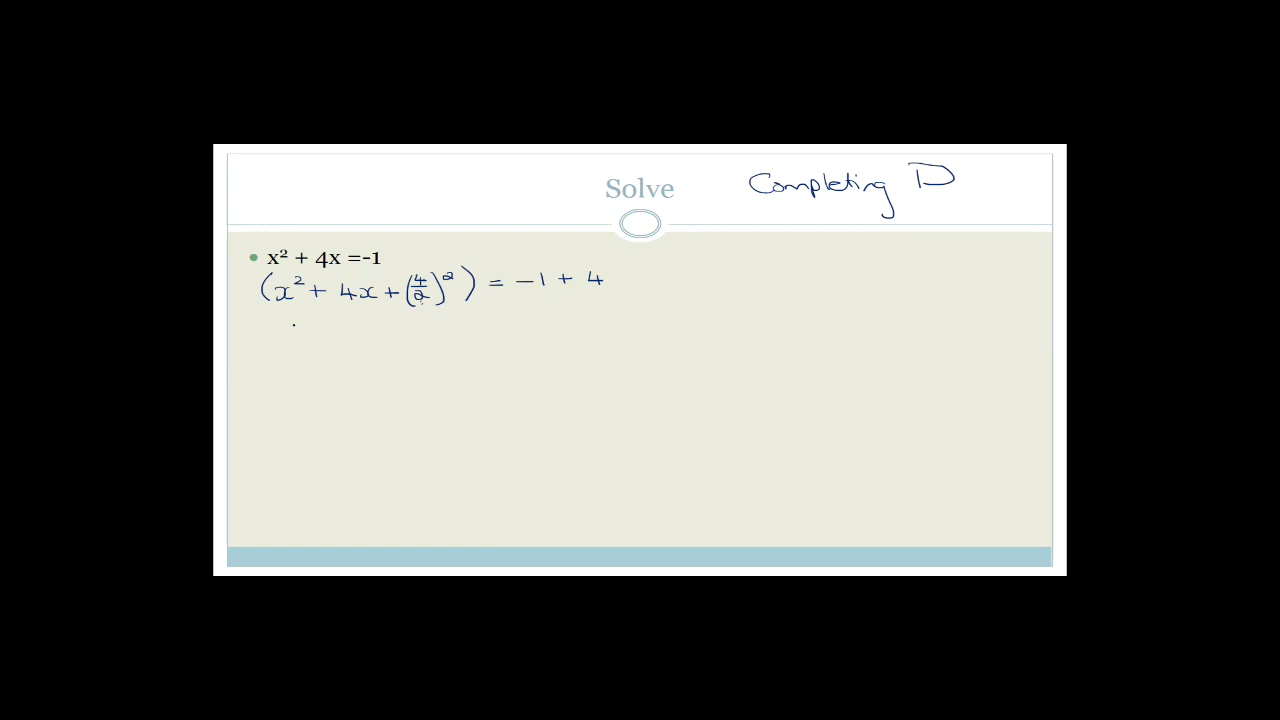 Solve
Completing □
• x² + 4x =-1
(x² + 4x + (4/2)²) = -1 + 4